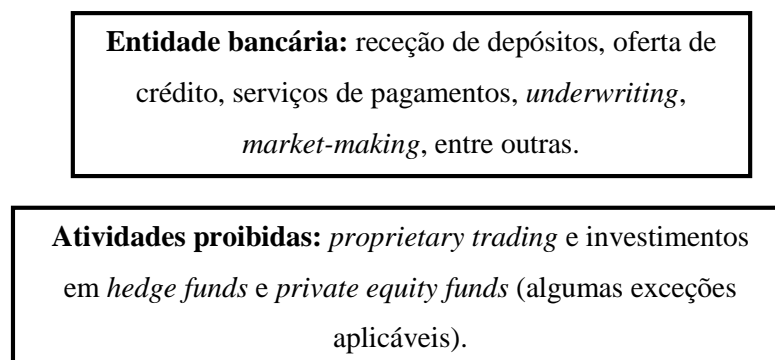 Entidade bancária: receção de depósitos, oferta de
crédito, serviços de pagamentos, underwriting,
market-making, entre outras.
Atividades proibidas: proprietary trading e investimentos
em hedge funds e private equity funds (algumas exceções
aplicáveis).